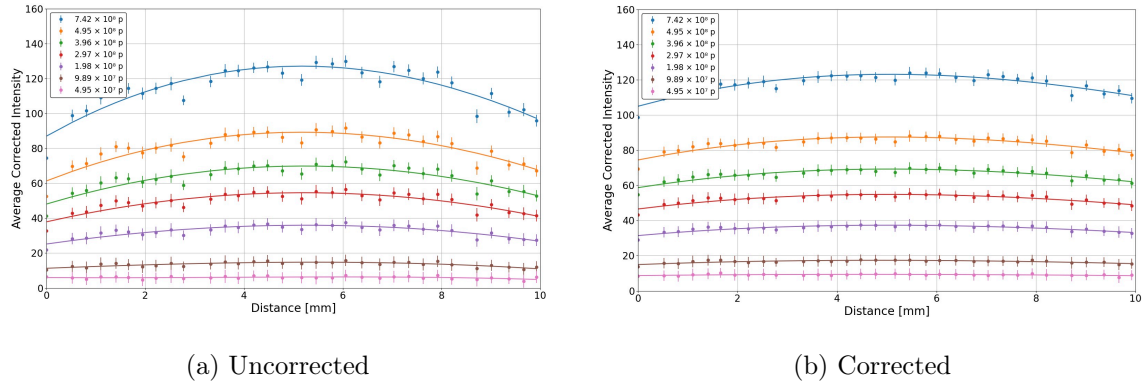 160
140
120
100
80
60
40
20
0
Average Corrected Intensity
7.42 × 10⁸ p
4.95 × 10⁸ p
3.96 × 10⁸ p
2.97 × 10⁸ p
1.98 × 10⁸ p
9.89 × 10⁷ p
4.95 × 10⁷ p
0 2 4 6 8 10
Distance [mm]
(a) Uncorrected
160
140
120
100
80
60
40
20
0
Average Corrected Intensity
7.42 × 10⁸ p
4.95 × 10⁸ p
3.96 × 10⁸ p
2.97 × 10⁸ p
1.98 × 10⁸ p
9.89 × 10⁷ p
4.95 × 10⁷ p
0 2 4 6 8 10
Distance [mm]
(b) Corrected